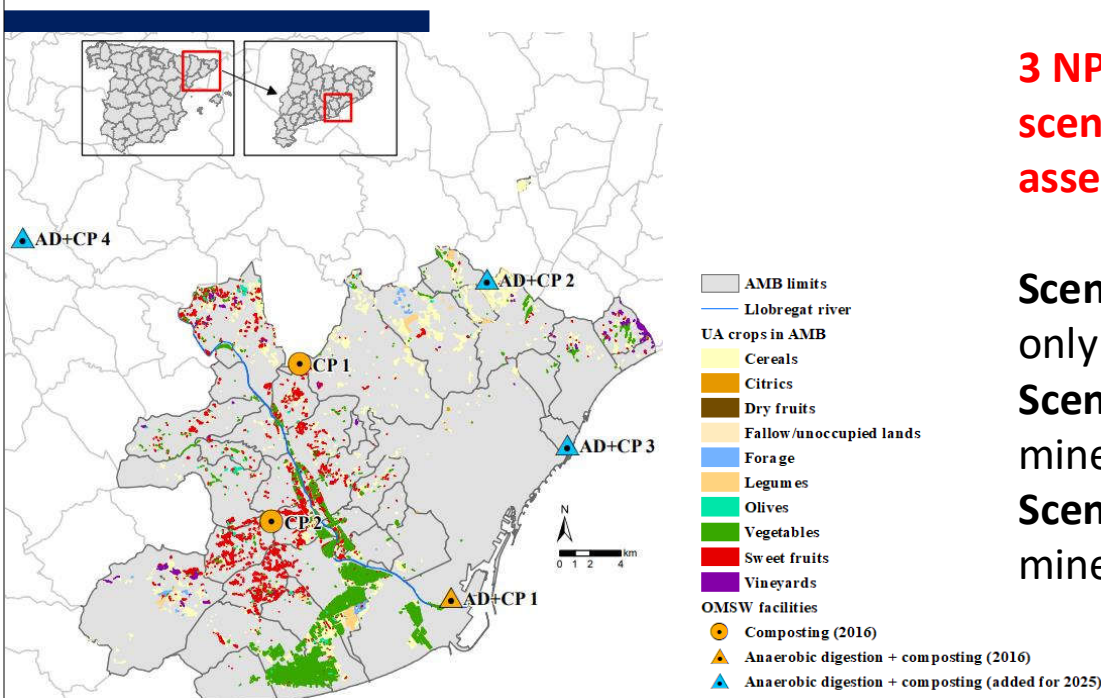 3 NP
scen
asse
AD+CP 4
AD+CP 2
CP 1
AD+CP 3
CP 2
AD+CP 1
N
km
0 1 2 4
AMB limits
Llobregat river
UA crops in AMB
Cereals
Citrics
Dry fruits
Fallow/unoccupied lands
Forage
Legumes
Olives
Vegetables
Sweet fruits
Vineyards
OMSW facilities
Composting (2016)
Anaerobic digestion + composting (2016)
Anaerobic digestion + composting (added for 2025)
Scen
only
Scen
mine
Scen
mine